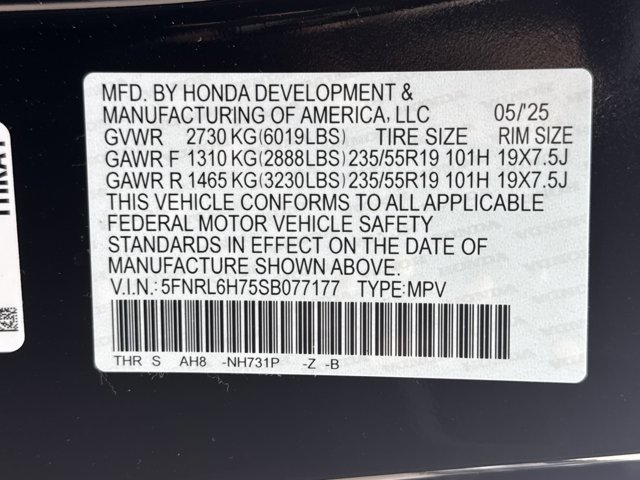 MFD. BY HONDA DEVELOPMENT &
MANUFACTURING OF AMERICA, LLC 05/'25
GVWR 2730 KG(6019LBS) TIRE SIZE RIM SIZE
GAWR F 1310 KG(2888LBS) 235/55R19 101H 19X7.5J
GAWR R 1465 KG(3230LBS) 235/55R19 101H 19X7.5J
THIS VEHICLE CONFORMS TO ALL APPLICABLE
FEDERAL MOTOR VEHICLE SAFETY
STANDARDS IN EFFECT ON THE DATE OF
MANUFACTURE SHOWN ABOVE.
V.I.N.: 5FNRL6H75SB077177 TYPE:MPV
THR S AH8 -NH731P -Z -B